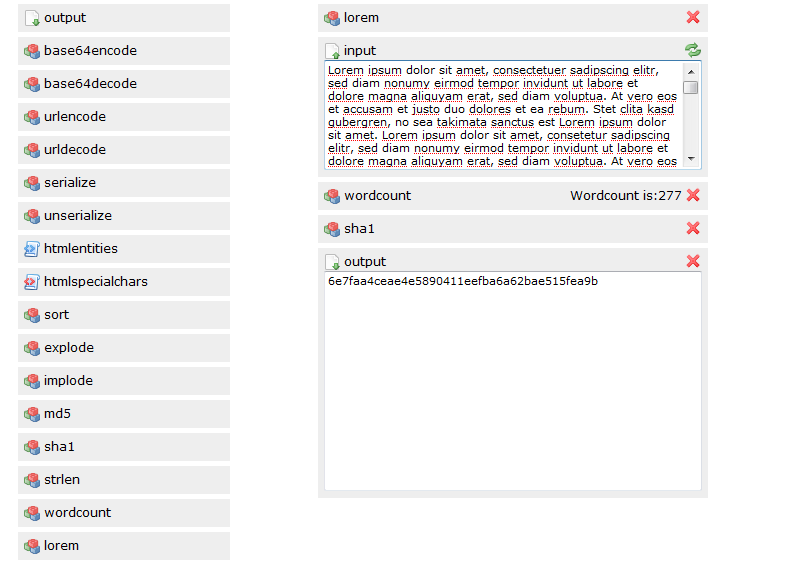 output
base64encode
base64decode
urlencode
urldecode
serialize
unserialize
htmlentities
htmlspecialchars
sort
explode
implode
md5
sha1
strlen
wordcount
lorem
lorem
input
Lorem ipsum dolor sit amet, consectetuer sadipscing elitr,
sed diam nonumy eirmod tempor invidunt ut labore et
dolore magna aliquyam erat, sed diam voluptua. At vero eos
et accusam et justo duo dolores et ea rebum. Stet clita kasd
gubergren, no sea takimata sanctus est Lorem ipsum dolor
sit amet. Lorem ipsum dolor sit amet, consetetur sadipscing
elitr, sed diam nonumy eirmod tempor invidunt ut labore et
dolore magna aliquyam erat, sed diam voluptua. At vero eos
wordcount Wordcount is:277
sha1
output
6e7faa4ceae4e5890411eefba6a62bae515fea9b